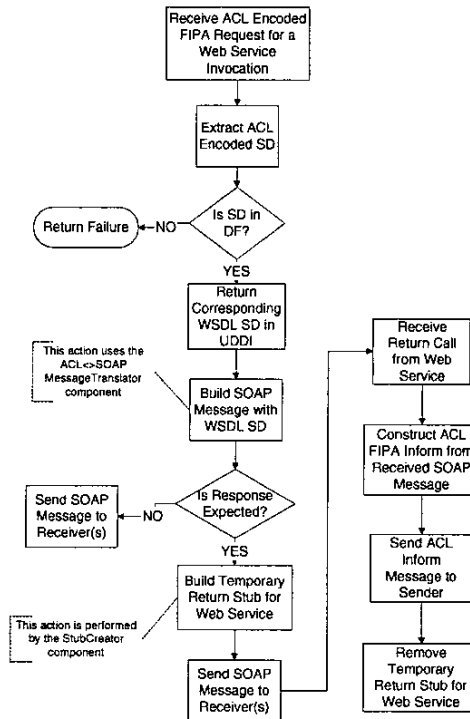 Receive ACL Encoded
FIPA Request for a
Web Service
Invocation
Extract ACL
Encoded SD
Is SD in
DF?
NO
Return Failure
YES
Return
Corresponding
WSDL SD in
UDDI
This action uses the
ACL<>SOAP
MessageTranslator
component
Build SOAP
Message with
WSDL SD
Is Response
Expected?
NO
Send SOAP
Message to
Receiver(s)
YES
Build Temporary
Return Stub for
Web Service
This action is performed
by the StubCreator
component
Send SOAP
Message to
Receiver(s)
Receive
Return Call
from Web
Service
Construct ACL
FIPA Inform from
Received SOAP
Message
Send ACL
Inform
Message to
Sender
Remove
Temporary
Return Stub for
Web Service